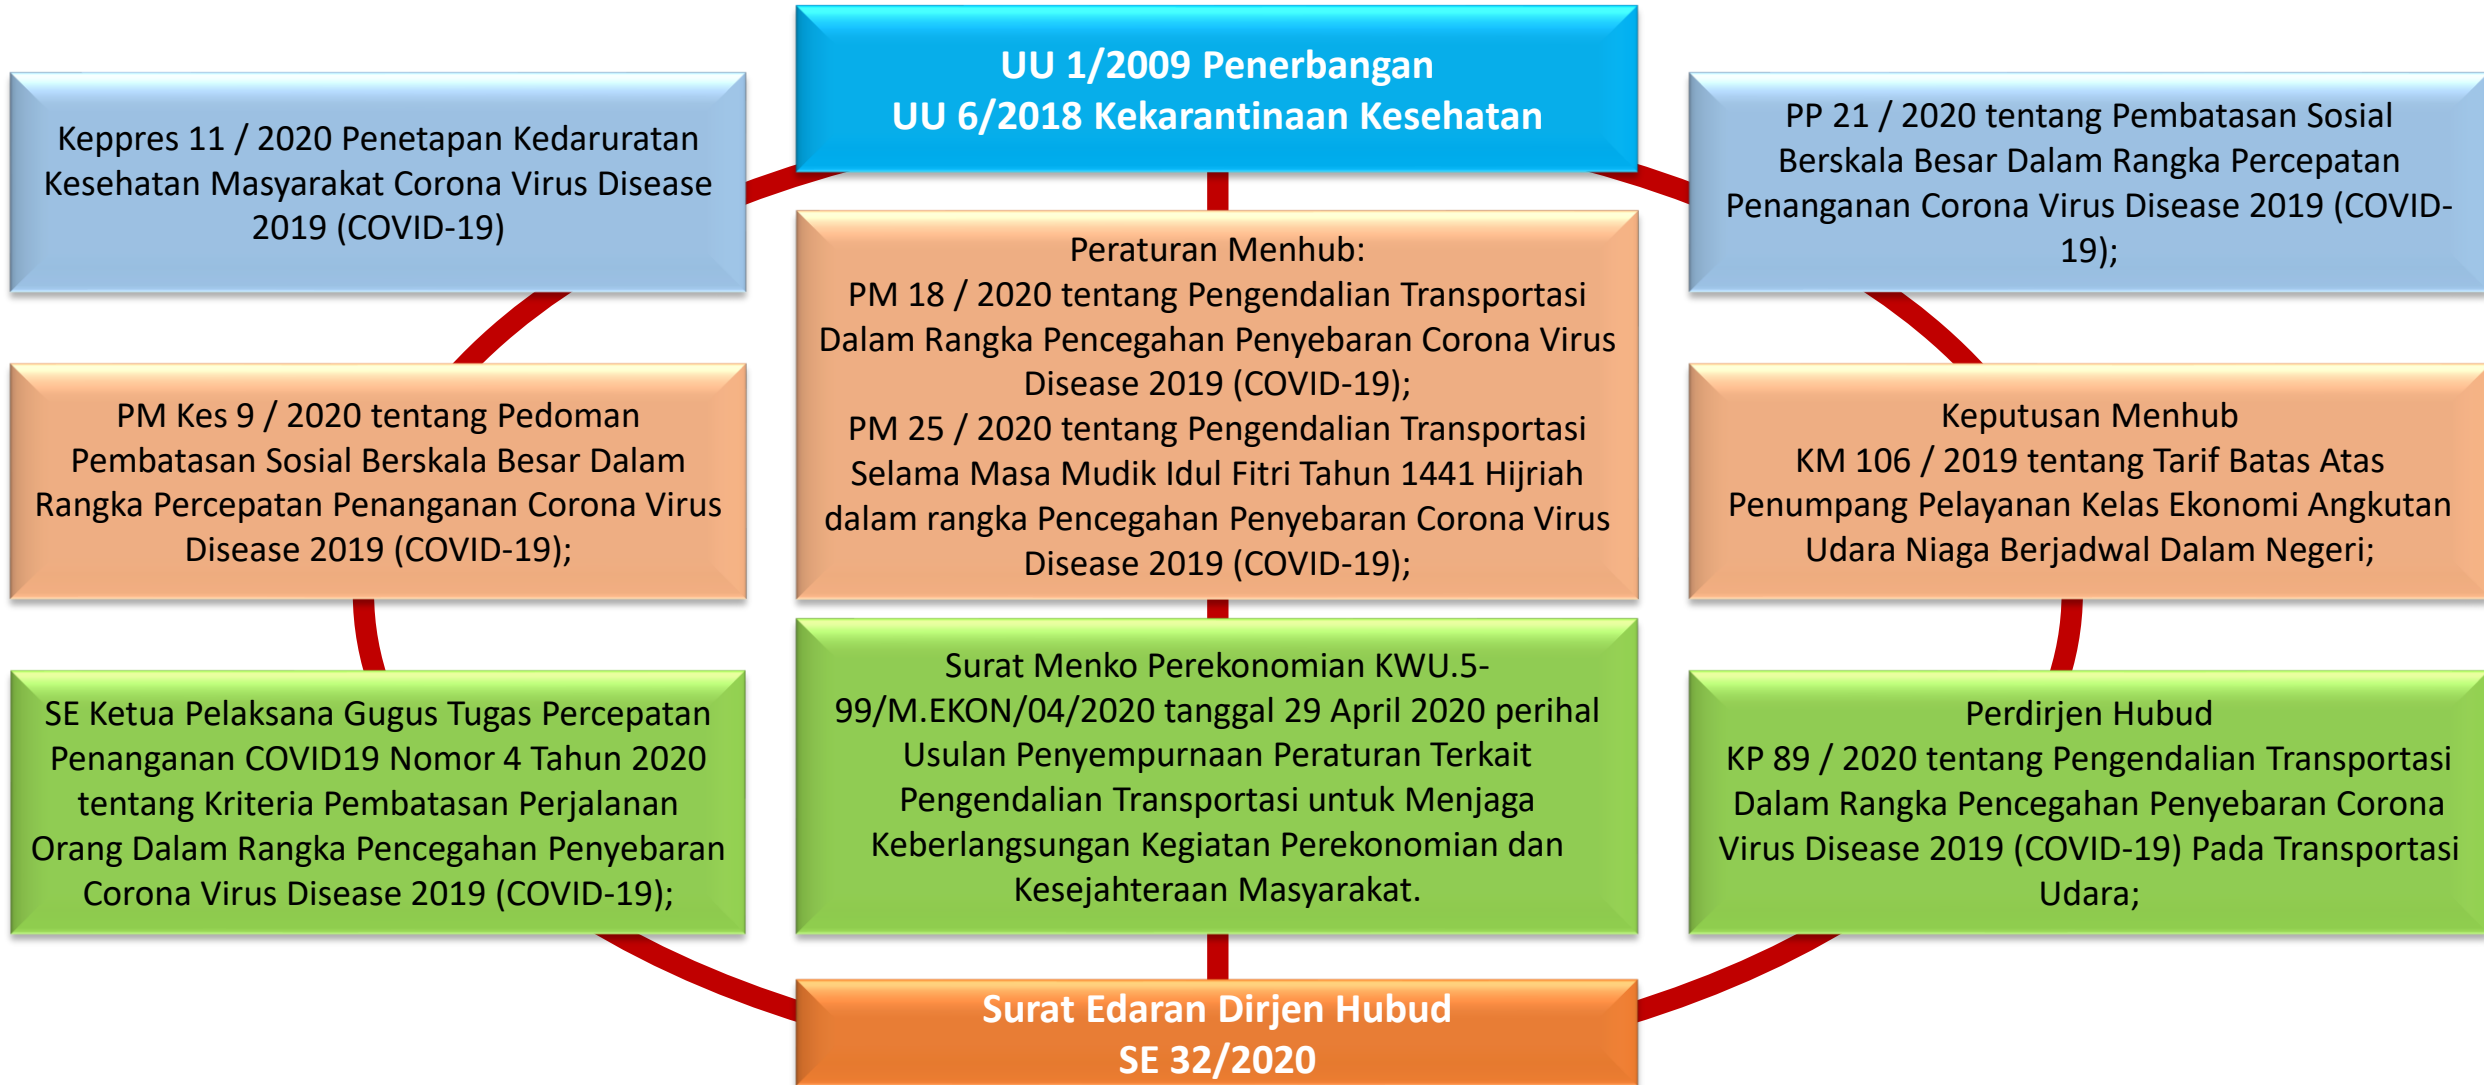 UU 1/2009 Penerbangan
UU 6/2018 Kekarantinaan Kesehatan
Keppres 11 / 2020 Penetapan Kedaruratan
Kesehatan Masyarakat Corona Virus Disease
2019 (COVID-19)
PP 21 / 2020 tentang Pembatasan Sosial
Berskala Besar Dalam Rangka Percepatan
Penanganan Corona Virus Disease 2019 (COVID-
19);
Peraturan Menhub:
PM 18 / 2020 tentang Pengendalian Transportasi
Dalam Rangka Pencegahan Penyebaran Corona Virus
Disease 2019 (COVID-19);
PM 25 / 2020 tentang Pengendalian Transportasi
Selama Masa Mudik Idul Fitri Tahun 1441 Hijriah
dalam rangka Pencegahan Penyebaran Corona Virus
Disease 2019 (COVID-19);
PM Kes 9 / 2020 tentang Pedoman
Pembatasan Sosial Berskala Besar Dalam
Rangka Percepatan Penanganan Corona Virus
Disease 2019 (COVID-19);
Keputusan Menhub
KM 106 / 2019 tentang Tarif Batas Atas
Penumpang Pelayanan Kelas Ekonomi Angkutan
Udara Niaga Berjadwal Dalam Negeri;
SE Ketua Pelaksana Gugus Tugas Percepatan
Penanganan COVID19 Nomor 4 Tahun 2020
tentang Kriteria Pembatasan Perjalanan
Orang Dalam Rangka Pencegahan Penyebaran
Corona Virus Disease 2019 (COVID-19);
Surat Menko Perekonomian KWU.5-
99/M.EKON/04/2020 tanggal 29 April 2020 perihal
Usulan Penyempurnaan Peraturan Terkait
Pengendalian Transportasi untuk Menjaga
Keberlangsungan Kegiatan Perekonomian dan
Kesejahteraan Masyarakat.
Perdirjen Hubud
KP 89 / 2020 tentang Pengendalian Transportasi
Dalam Rangka Pencegahan Penyebaran Corona
Virus Disease 2019 (COVID-19) Pada Transportasi
Udara;
Surat Edaran Dirjen Hubud
SE 32/2020